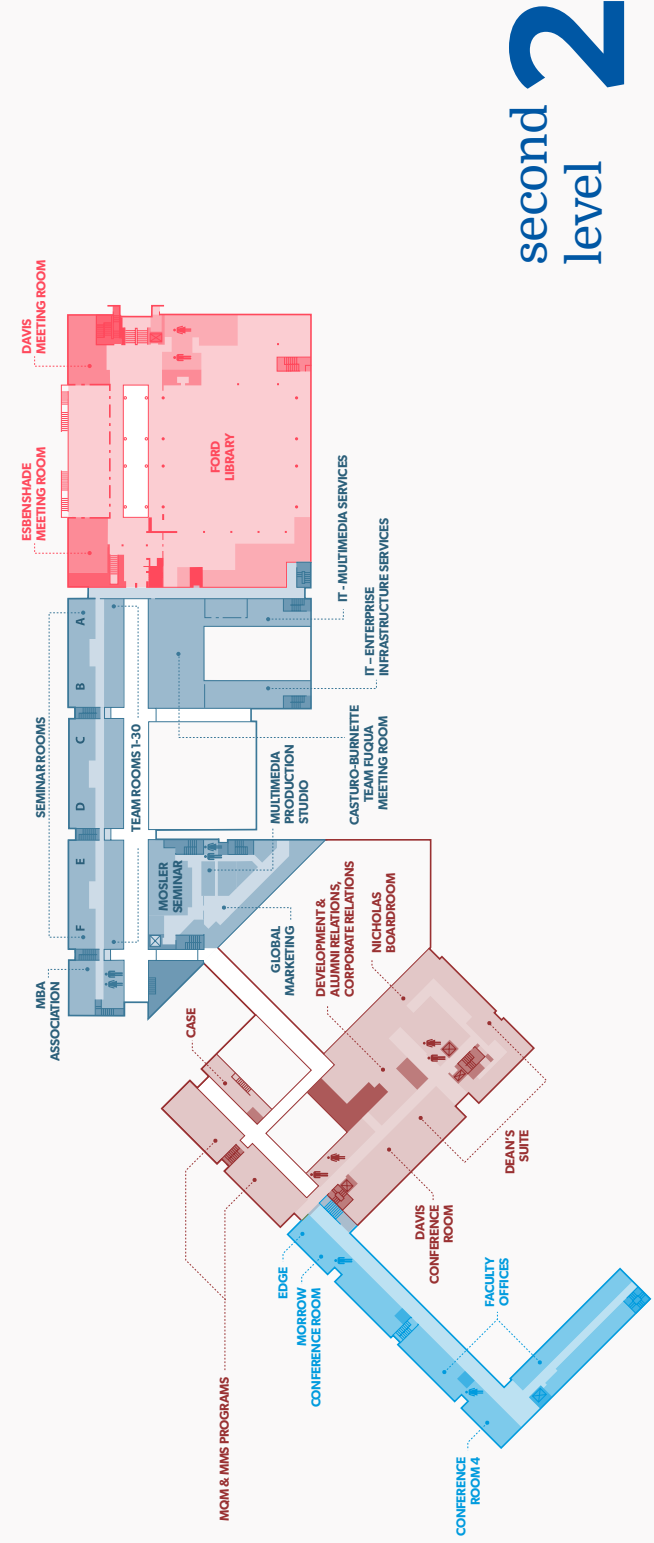 second
level
2
DAVIS
MEETING ROOM
ESBENSHADE
MEETING ROOM
FORD
LIBRARY
IT - MULTIMEDIA SERVICES
IT – ENTERPRISE
INFRASTRUCTURE SERVICES
SEMINAR ROOMS
A
B
C
D
E
F
TEAM ROOMS 1-30
CASTURO-BURNETTE
TEAM FUQUA
MEETING ROOM
MULTIMEDIA
PRODUCTION
STUDIO
MOSLER
SEMINAR
GLOBAL
MARKETING
MBA
ASSOCIATION
DEVELOPMENT &
ALUMNI RELATIONS,
CORPORATE RELATIONS
NICHOLAS
BOARDROOM
CASE
DEAN'S
SUITE
DAVIS
CONFERENCE
ROOM
MQM & MMS PROGRAMS
EDGE
MORROW
CONFERENCE ROOM
FACULTY
OFFICES
CONFERENCE
ROOM 4